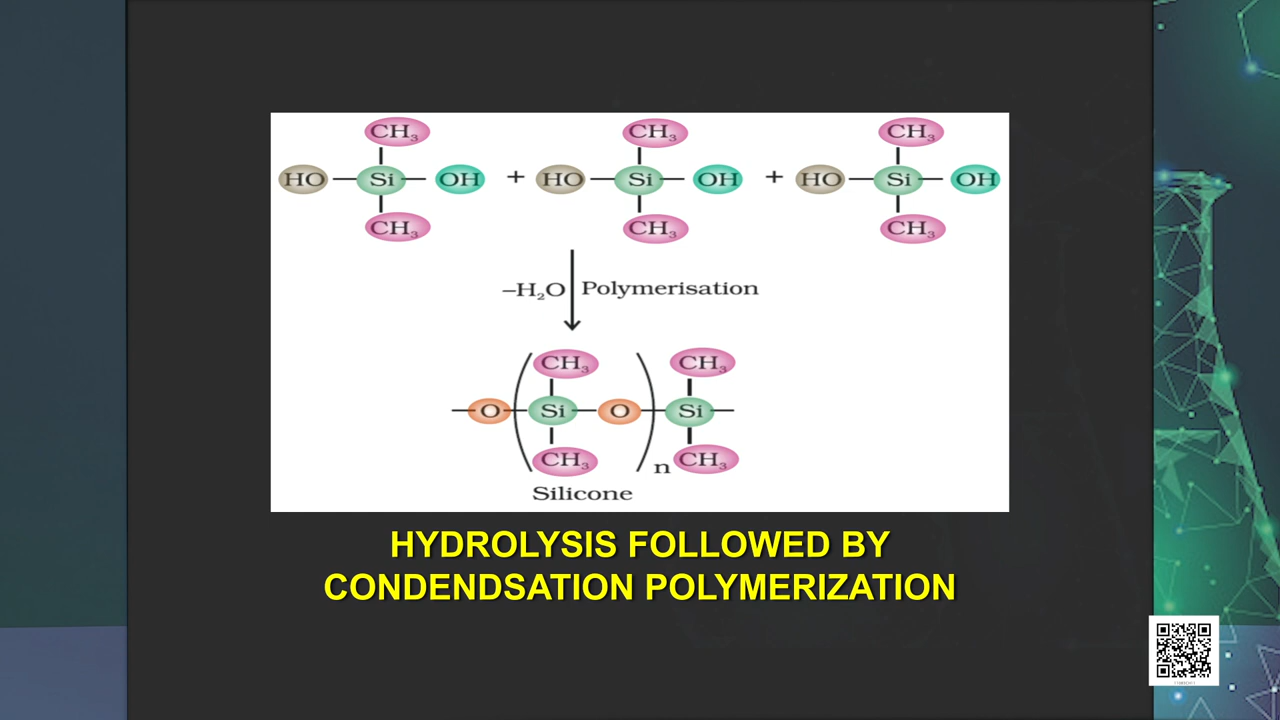 CH₃ CH₃ CH₃
HO Si OH + HO Si OH + HO Si OH
CH₃ CH₃ CH₃
–H₂O Polymerisation
CH₃ CH₃
O Si O Si
CH₃ n CH₃
Silicone
HYDROLYSIS FOLLOWED BY
CONDENDSATION POLYMERIZATION